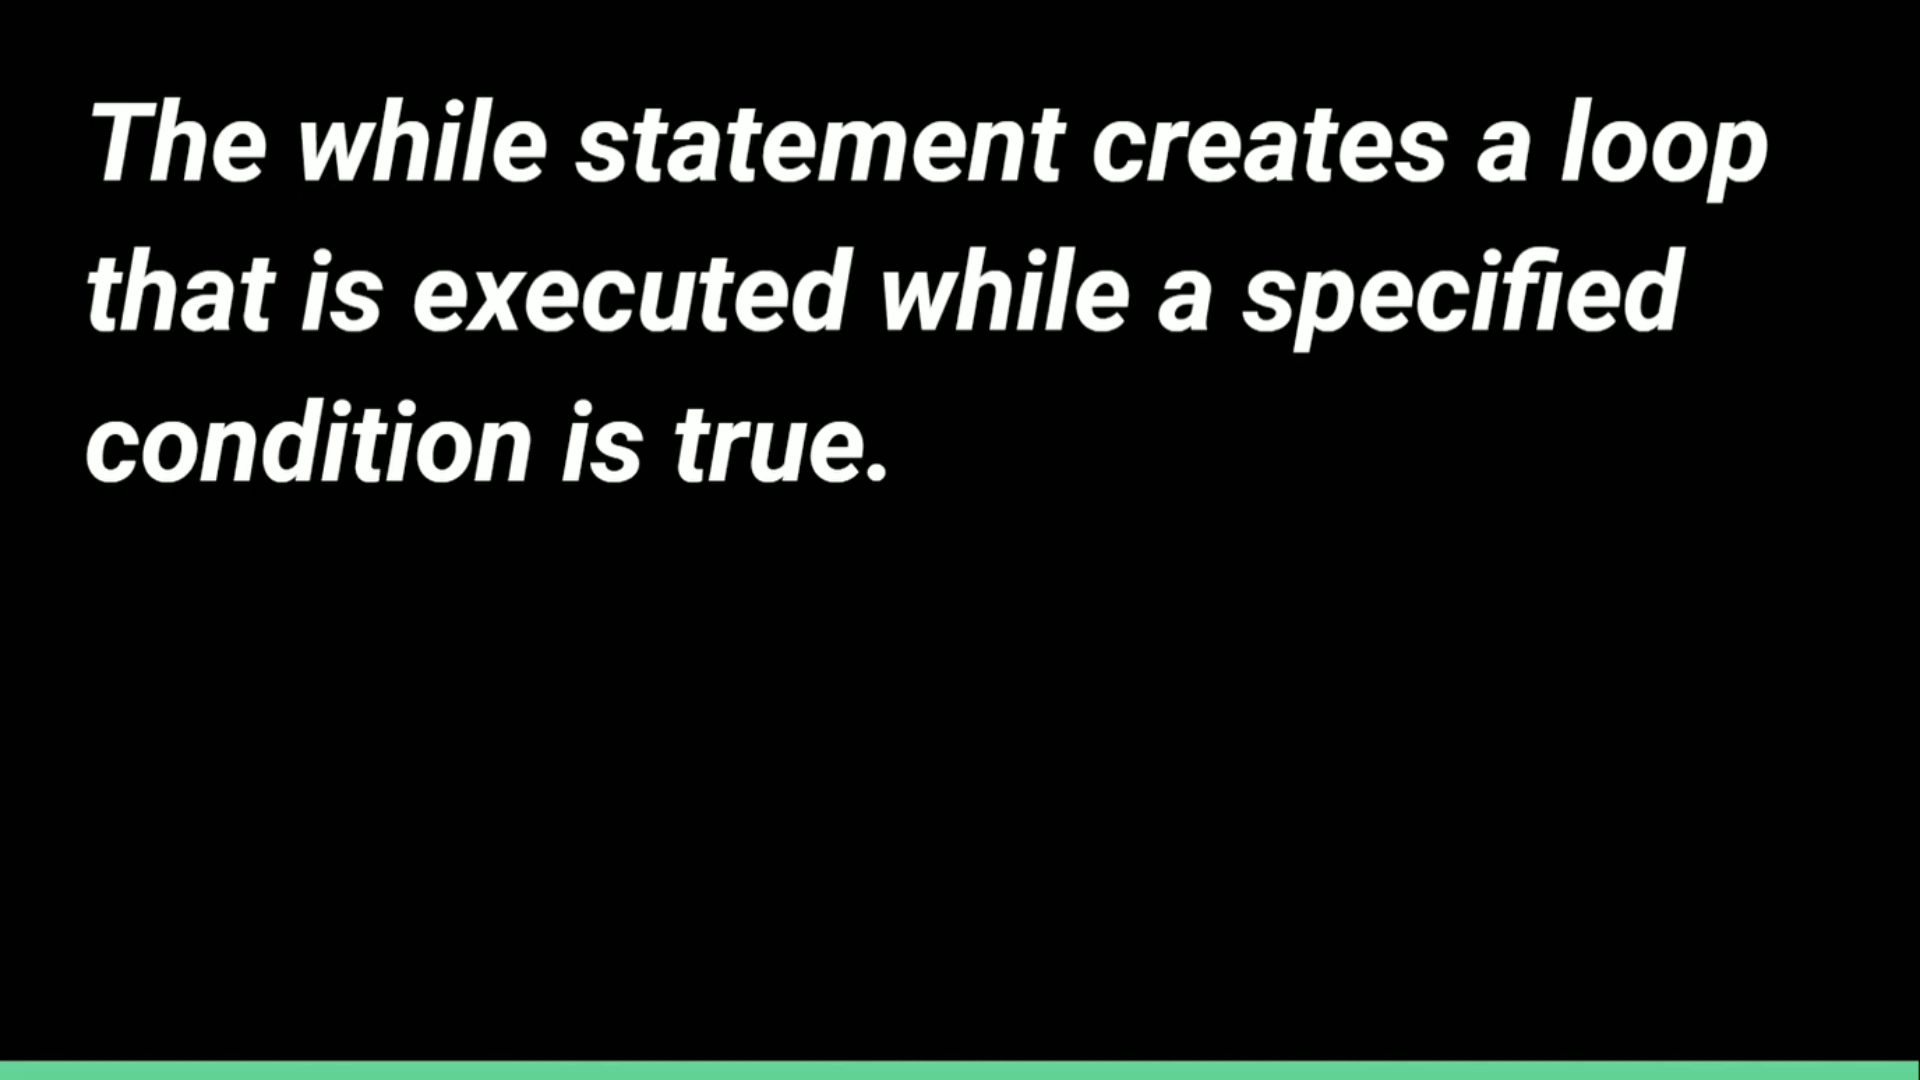 The while statement creates a loop
that is executed while a specified
condition is true.